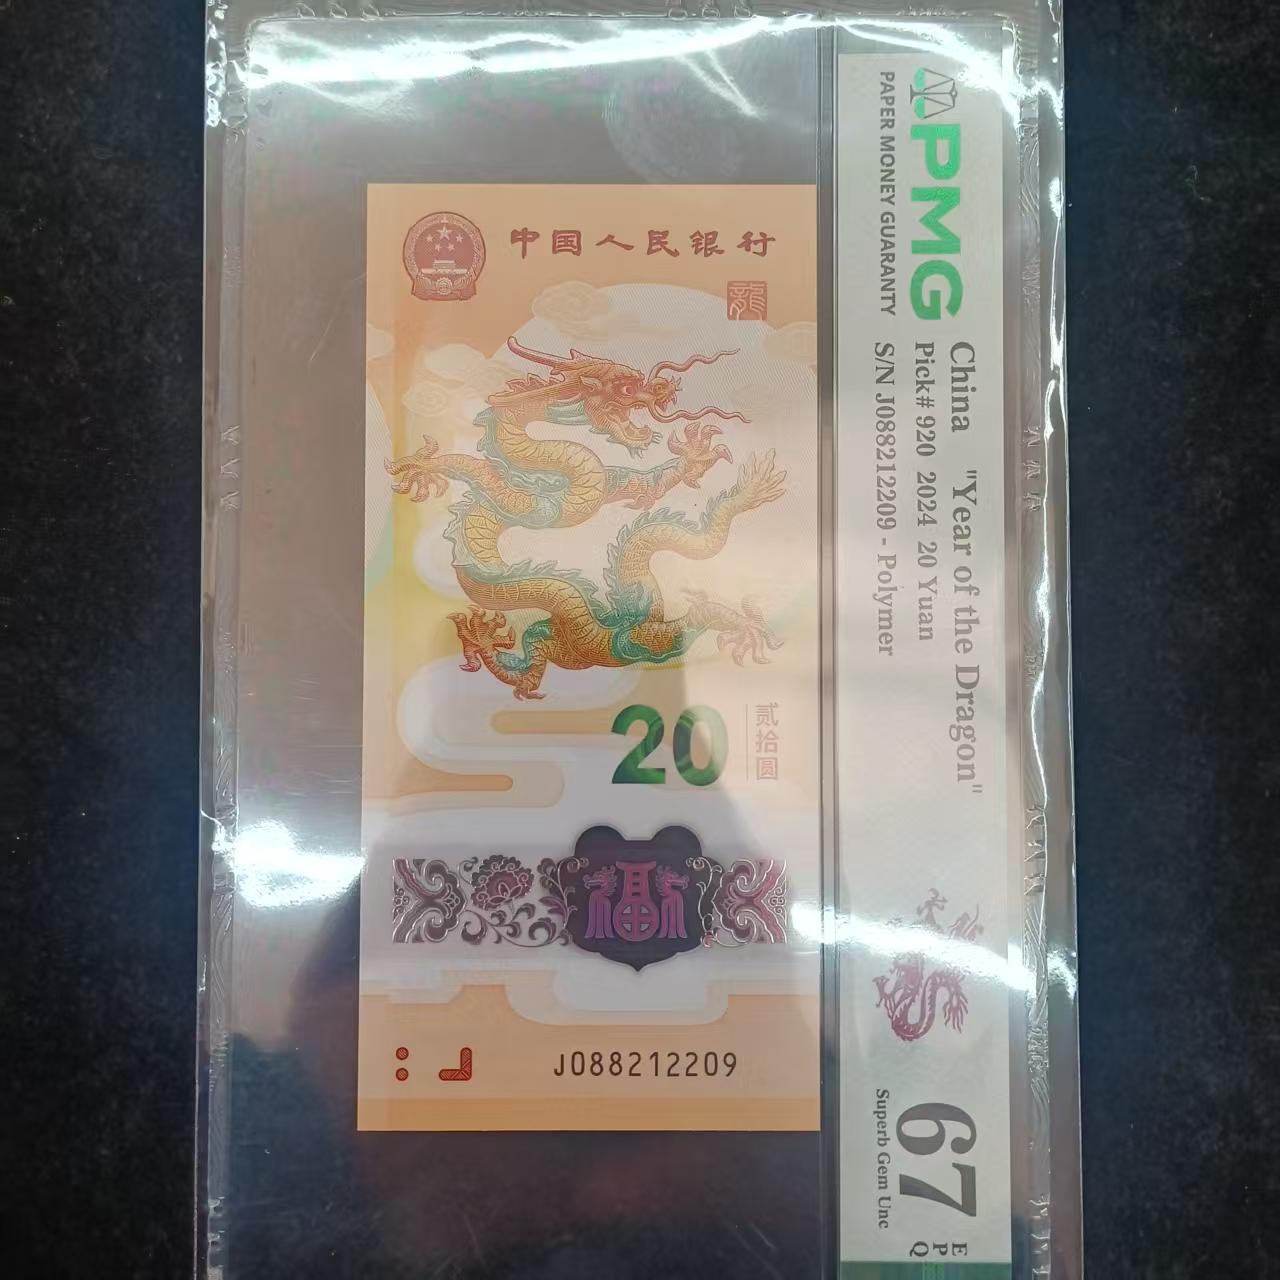 中国人民银行
龍
20
贰拾圆
福
J088212209
PMG
PAPER MONEY GUARANTY
China "Year of the Dragon"
Pick# 920 2024 20 Yuan
S/N J088212209 - Polymer
67
EPQ
Superb Gem Unc